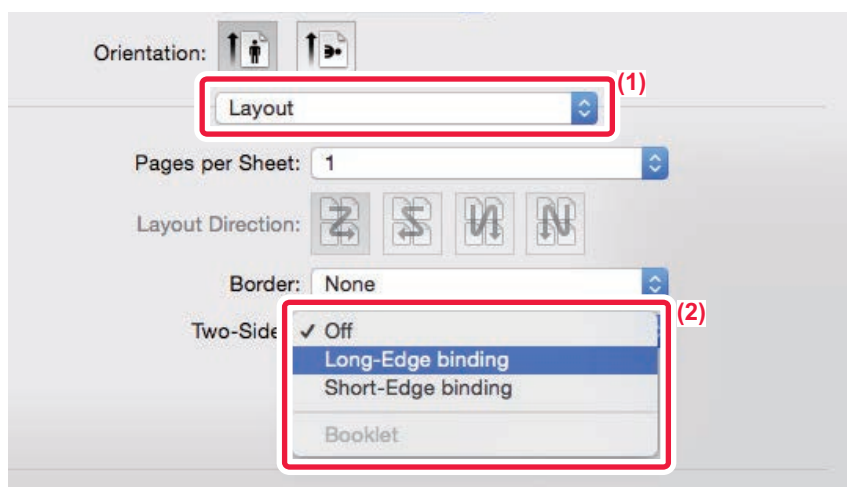 Orientation:
(1)
Layout
Pages per Sheet: 1
Layout Direction:
Border: None
(2)
Two-Side ✓ Off
Long-Edge binding
Short-Edge binding
Booklet